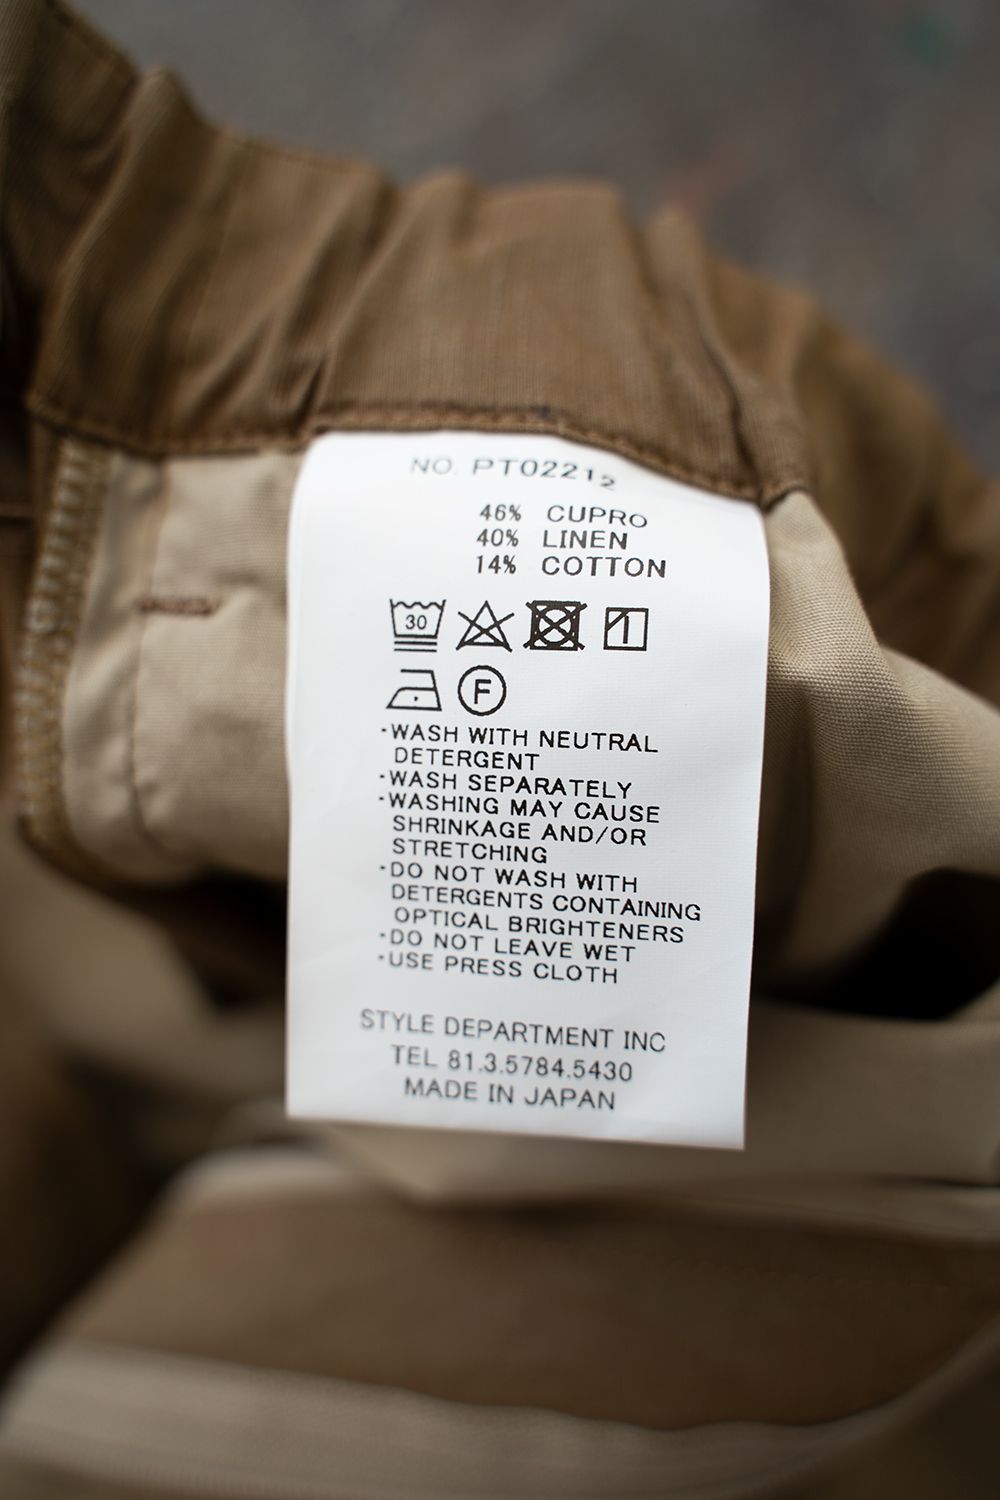 NO. PT02212
46% CUPRO
40% LINEN
14% COTTON
30
F
-WASH WITH NEUTRAL
DETERGENT
-WASH SEPARATELY
-WASHING MAY CAUSE
SHRINKAGE AND/OR
STRETCHING
-DO NOT WASH WITH
DETERGENTS CONTAINING
OPTICAL BRIGHTENERS
-DO NOT LEAVE WET
-USE PRESS CLOTH
STYLE DEPARTMENT INC
TEL 81.3.5784.5430
MADE IN JAPAN